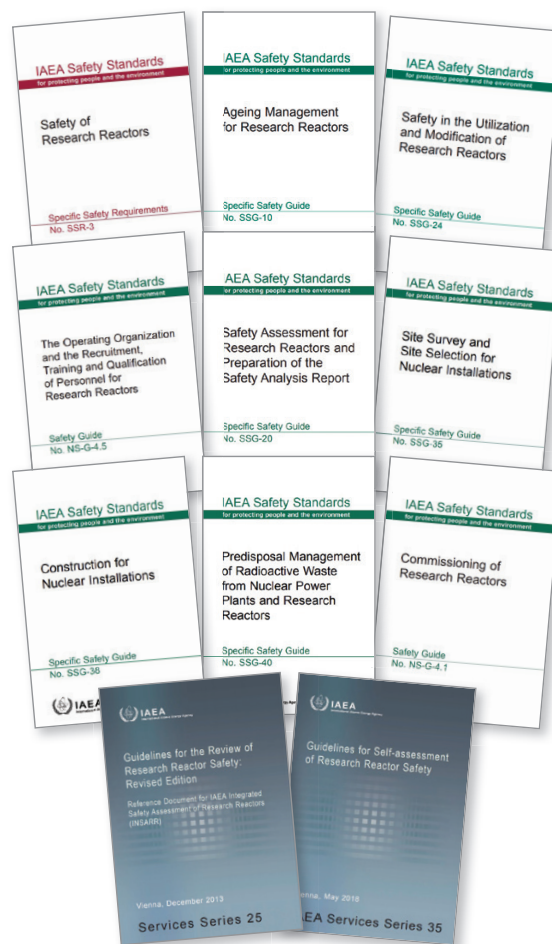 IAEA Safety Standards
for protecting people and the environment
Safety of
Research Reactors
Specific Safety Requirements
No. SSR-3
IAEA Safety Standards
for protecting people and the environment
Ageing Management
for Research Reactors
Specific Safety Guide
No. SSG-10
IAEA Safety Standards
for protecting people and the environment
Safety in the Utilization
and Modification of
Research Reactors
Specific Safety Guide
No. SSG-24
IAEA Safety Standards
for protecting people and the environment
The Operating Organization
and the Recruitment,
Training and Qualification
of Personnel for
Research Reactors
Safety Guide
No. NS-G-4.5
IAEA Safety Standards
for protecting people and the environment
Safety Assessment for
Research Reactors and
Preparation of the
Safety Analysis Report
Specific Safety Guide
No. SSG-20
IAEA Safety Standards
for protecting people and the environment
Site Survey and
Site Selection for
Nuclear Installations
Specific Safety Guide
No. SSG-35
IAEA Safety Standards
for protecting people and the environment
Construction for
Nuclear Installations
Specific Safety Guide
No. SSG-38
IAEA Safety Standards
for protecting people and the environment
Predisposal Management
of Radioactive Waste
from Nuclear Power
Plants and Research
Reactors
Specific Safety Guide
No. SSG-40
IAEA Safety Standards
for protecting people and the environment
Commissioning of
Research Reactors
Safety Guide
No. NS-G-4.1
IAEA
Guidelines for the Review of
Research Reactor Safety:
Revised Edition
Reference Document for IAEA Integrated
Safety Assessment of Research Reactors
(INSARR)
Vienna, December 2013
Services Series 25
IAEA
Guidelines for Self-assessment
of Research Reactor Safety
Vienna, May 2018
IAEA Services Series 35